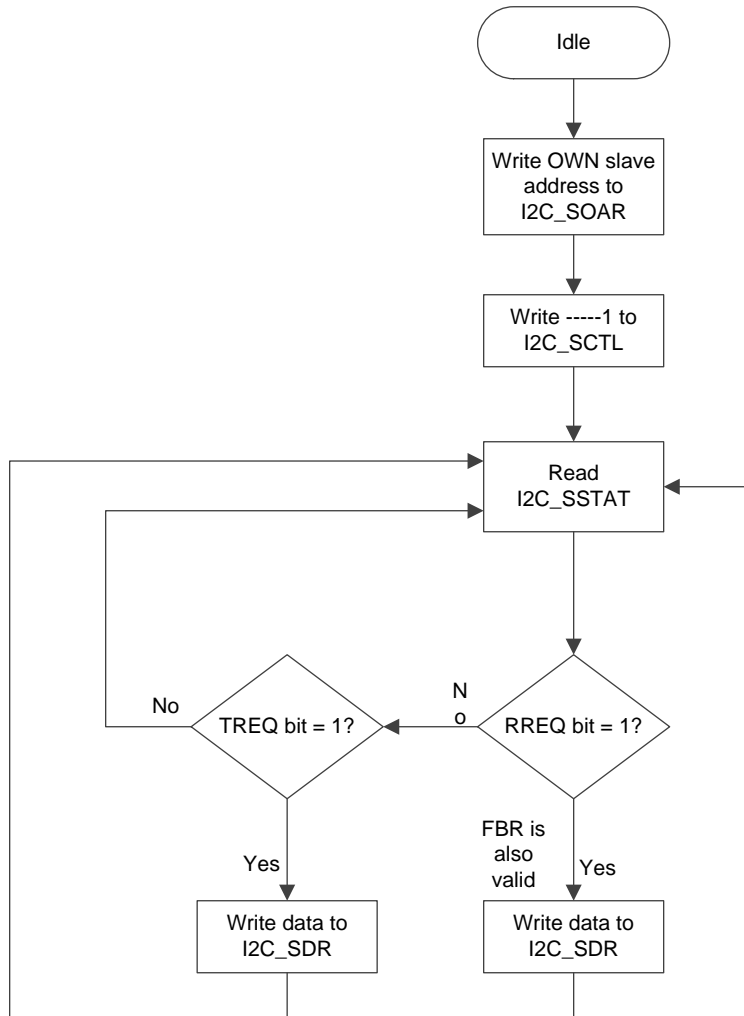 Idle
Write OWN slave
address to
I2C_SOAR
Write -----1 to
I2C_SCTL
Read
I2C_SSTAT
No
TREQ bit = 1?
N
o
RREQ bit = 1?
Yes
FBR is
also
valid
Yes
Write data to
I2C_SDR
Write data to
I2C_SDR